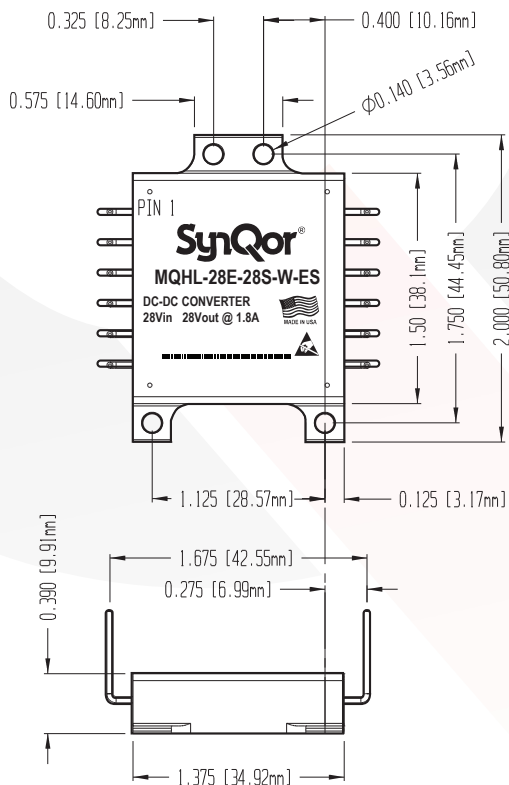 0.325 [8.25mm]
0.400 [10.16mm]
0.575 [14.60mm]
Ø0.140 [3.56mm]
PIN 1
SynQor®
MQHL-28E-28S-W-ES
DC-DC CONVERTER
28Vin 28Vout @ 1.8A
MADE IN USA
1.50 [38.1mm]
1.750 [44.45mm]
2.000 [50.80mm]
1.125 [28.57mm]
0.125 [3.17mm]
1.675 [42.55mm]
0.275 [6.99mm]
0.390 [9.91mm]
1.375 [34.92mm]